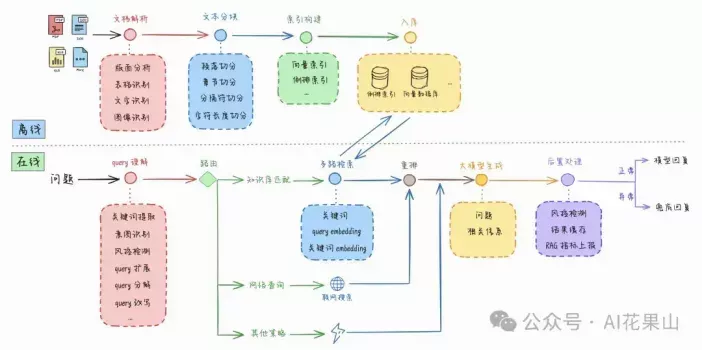 文档解析
文本分块
索引构建
入库
版面分析
表格识别
文字识别
图像识别
段落切分
章节切分
分隔符切分
字符长度切分
向量索引
倒排索引
...
倒排索引
向量数据库
...
离线
在线
问题
query 理解
路由
知识库匹配
多路检索
重排
大模型生成
后置处理
正常
模型回复
异常
兜底回复
关键词提取
意图识别
风控检测
query 扩展
query 分解
query 改写
关键词
query embedding
关键词 embedding
问题
相关信息
风控检测
结果缓存
RAG 指标上报
网络查询
联网搜索
其他策略
公众号 · AI花果山